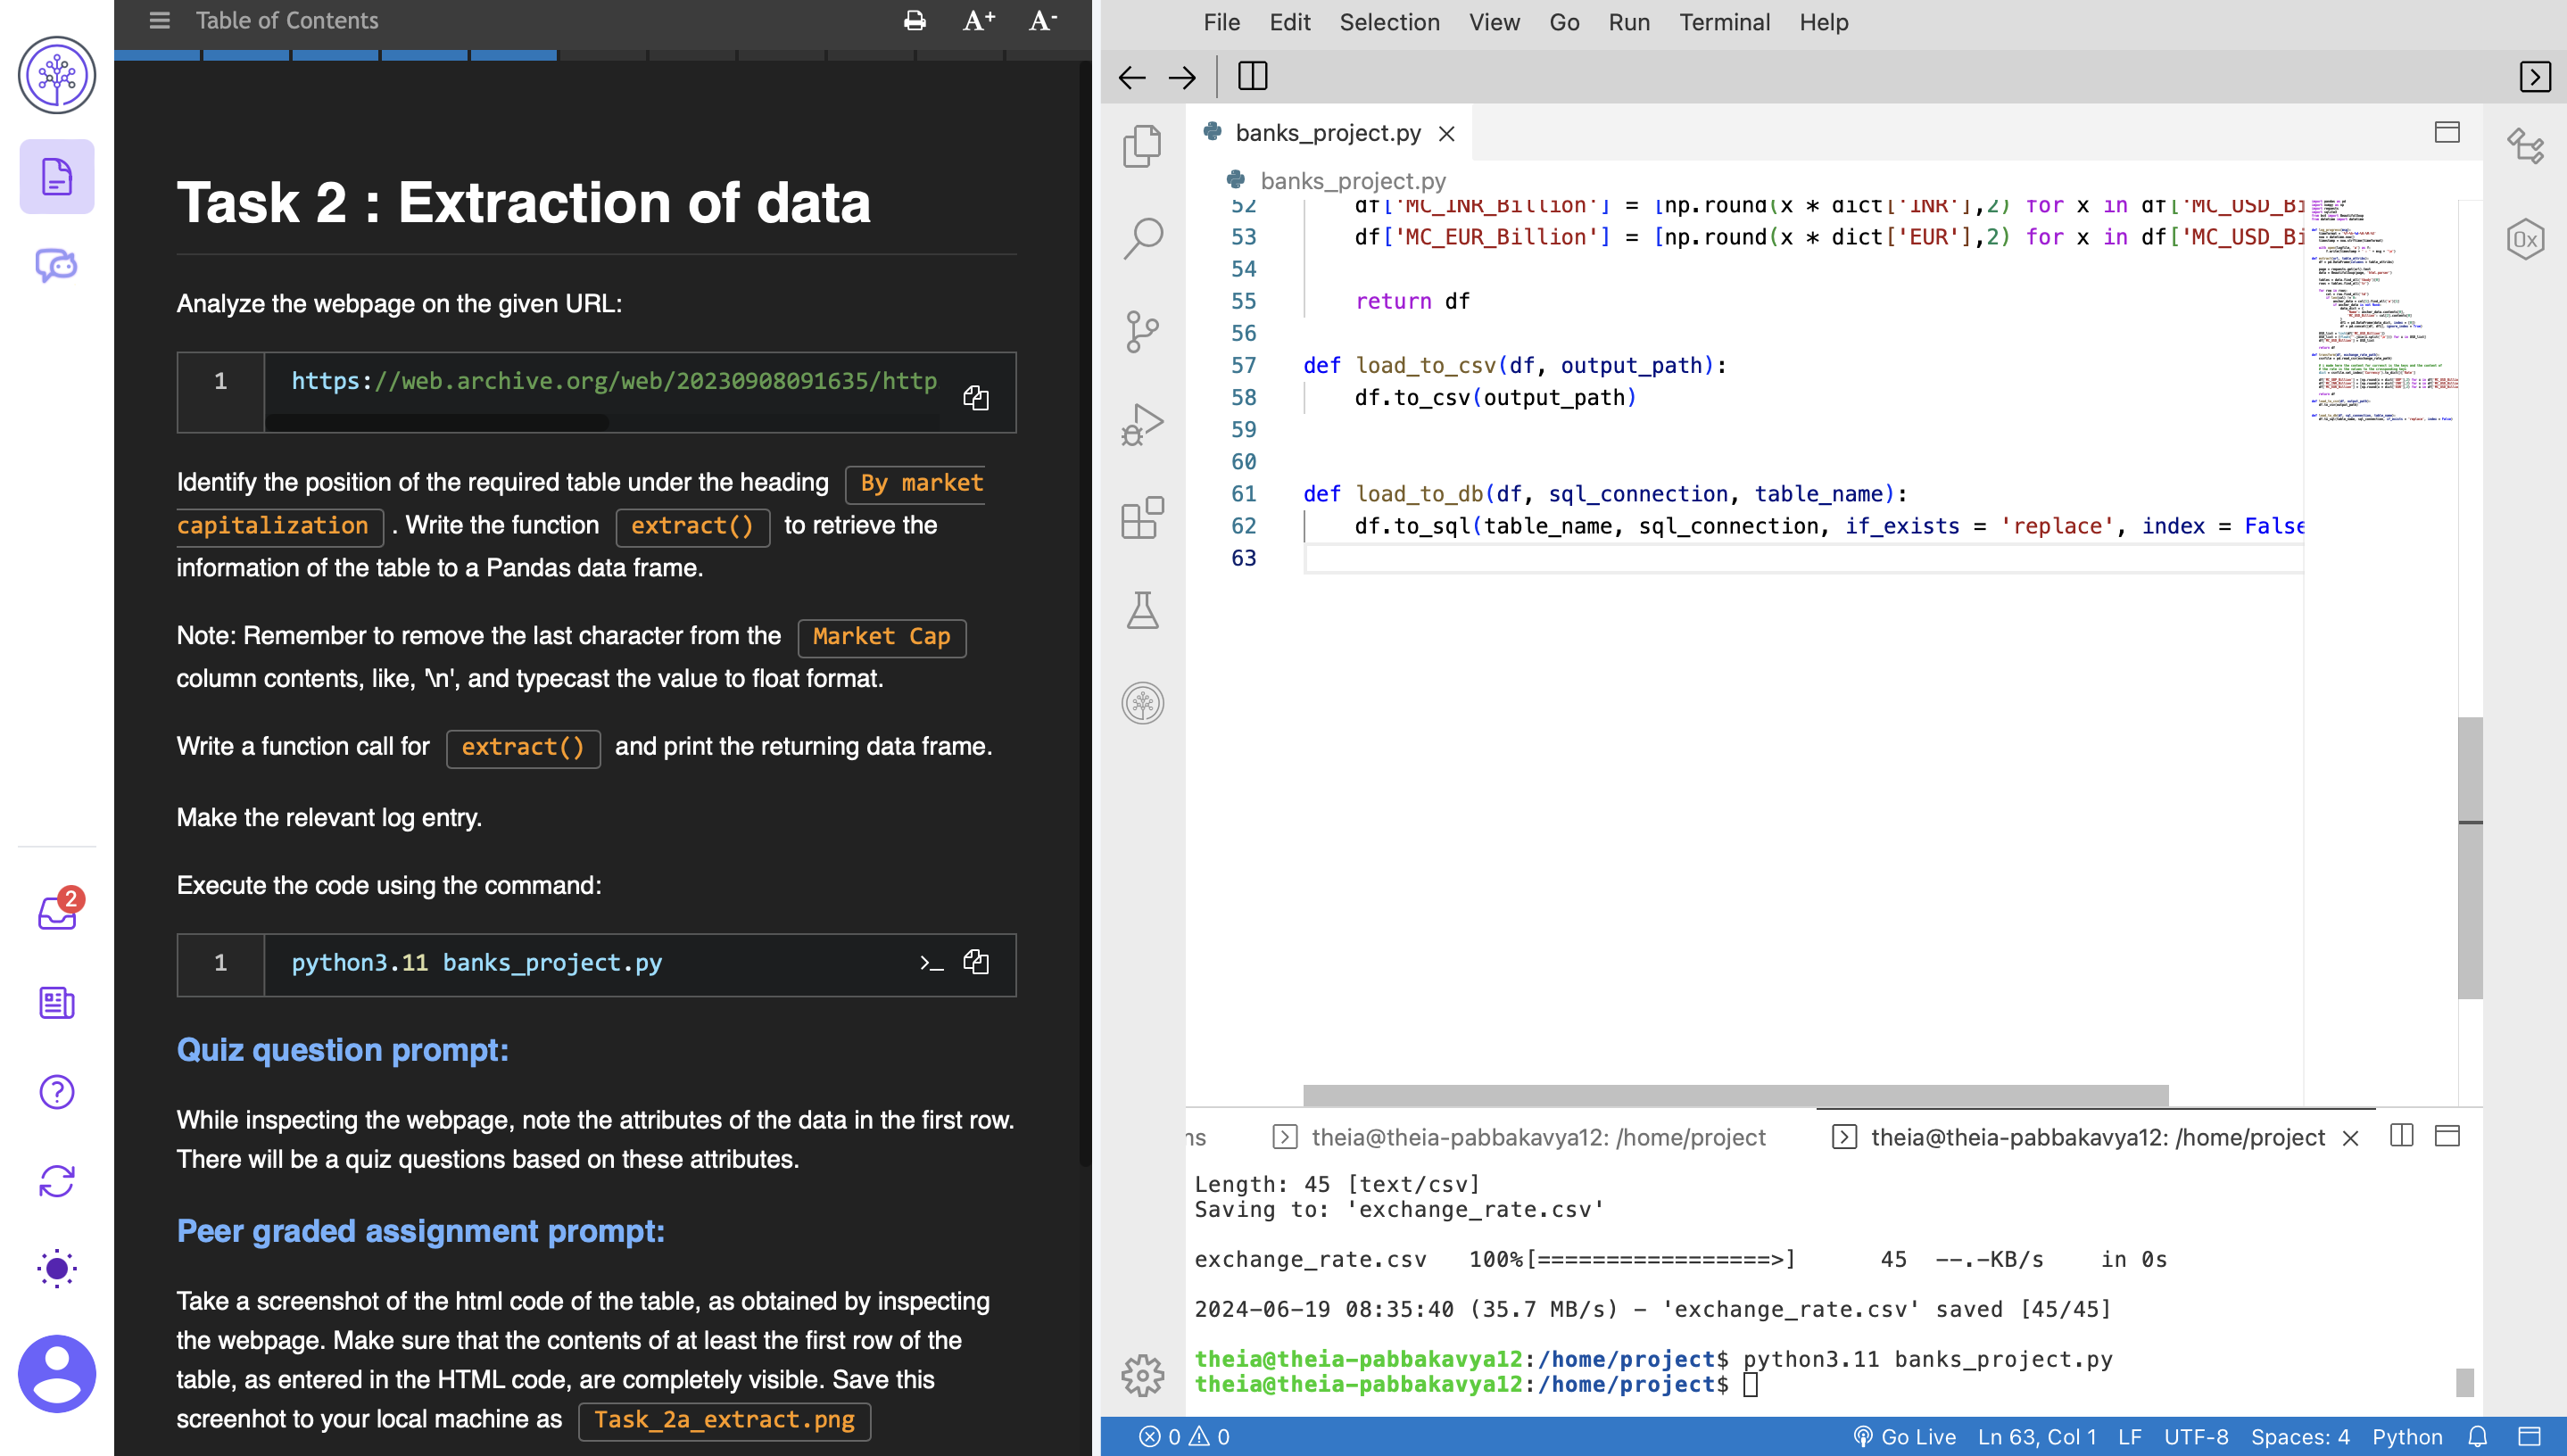 Table of Contents
A+
A-
Task 2 : Extraction of data
Analyze the webpage on the given URL:
1
https://web.archive.org/web/20230908091635/http
Identify the position of the required table under the heading By market
capitalization . Write the function extract() to retrieve the
information of the table to a Pandas data frame.
Note: Remember to remove the last character from the Market Cap
column contents, like, '\n', and typecast the value to float format.
Write a function call for extract() and print the returning data frame.
Make the relevant log entry.
Execute the code using the command:
1
python3.11 banks_project.py
>_
Quiz question prompt:
While inspecting the webpage, note the attributes of the data in the first row.
There will be a quiz questions based on these attributes.
Peer graded assignment prompt:
Take a screenshot of the html code of the table, as obtained by inspecting
the webpage. Make sure that the contents of at least the first row of the
table, as entered in the HTML code, are completely visible. Save this
screenhot to your local machine as Task_2a_extract.png
2
File Edit Selection View Go Run Terminal Help
banks_project.py
banks_project.py
52 df['MC_INR_Billion'] = [np.round(x * dict['INR'],2) for x in df['MC_USD_Bi
53 df['MC_EUR_Billion'] = [np.round(x * dict['EUR'],2) for x in df['MC_USD_Bi
54
55 return df
56
57 def load_to_csv(df, output_path):
58 df.to_csv(output_path)
59
60
61 def load_to_db(df, sql_connection, table_name):
62 df.to_sql(table_name, sql_connection, if_exists = 'replace', index = False
63
0x
ns
theia@theia-pabbakavya12: /home/project
theia@theia-pabbakavya12: /home/project
Length: 45 [text/csv]
Saving to: 'exchange_rate.csv'
exchange_rate.csv 100%[=================>] 45 --.-KB/s in 0s
2024-06-19 08:35:40 (35.7 MB/s) - 'exchange_rate.csv' saved [45/45]
theia@theia-pabbakavya12:/home/project$ python3.11 banks_project.py
theia@theia-pabbakavya12:/home/project$
0 0
Go Live Ln 63, Col 1 LF UTF-8 Spaces: 4 Python